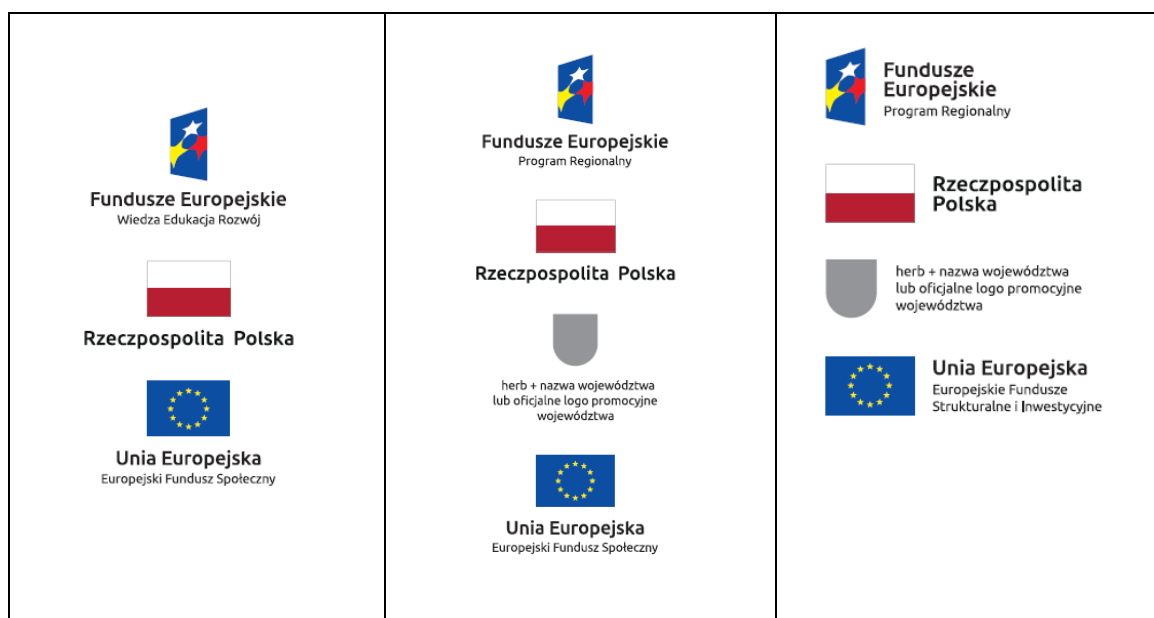 Fundusze Europejskie
Wiedza Edukacja Rozwój
Rzeczpospolita Polska
Unia Europejska
Europejski Fundusz Społeczny
Fundusze Europejskie
Program Regionalny
Rzeczpospolita Polska
herb + nazwa województwa
lub oficjalne logo promocyjne
województwa
Unia Europejska
Europejski Fundusz Społeczny
Fundusze
Europejskie
Program Regionalny
Rzeczpospolita
Polska
herb + nazwa województwa
lub oficjalne logo promocyjne
województwa
Unia Europejska
Europejskie Fundusze
Strukturalne i Inwestycyjne